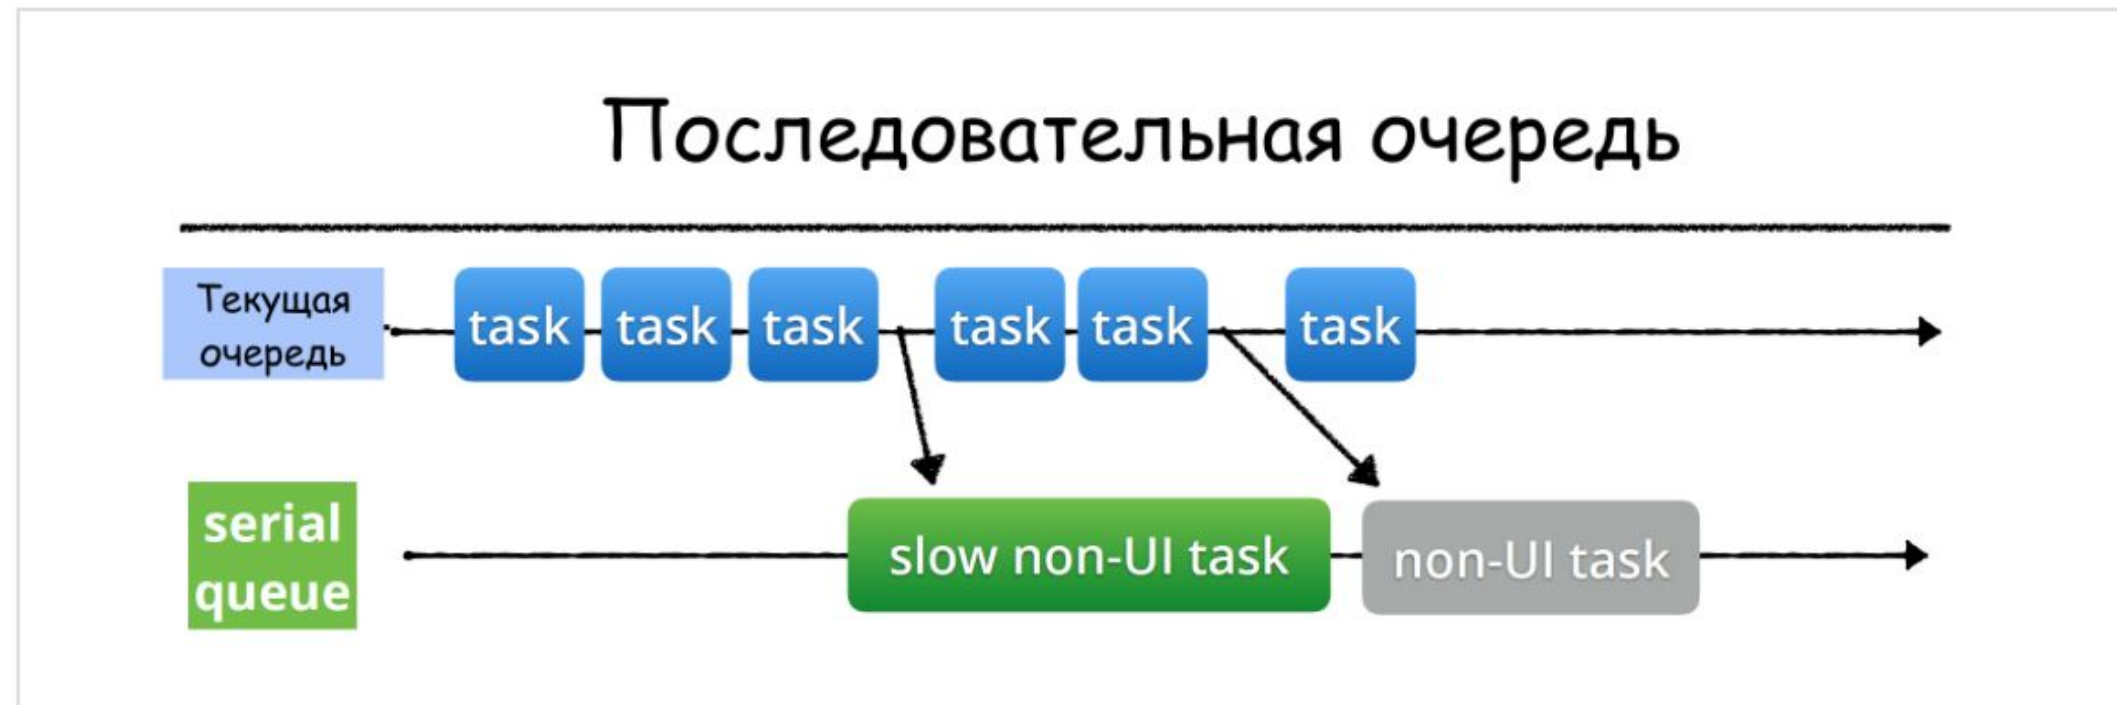 Последовательная очередь
Текущая
очередь
task task task task task task
serial
queue
slow non-UI task non-UI task